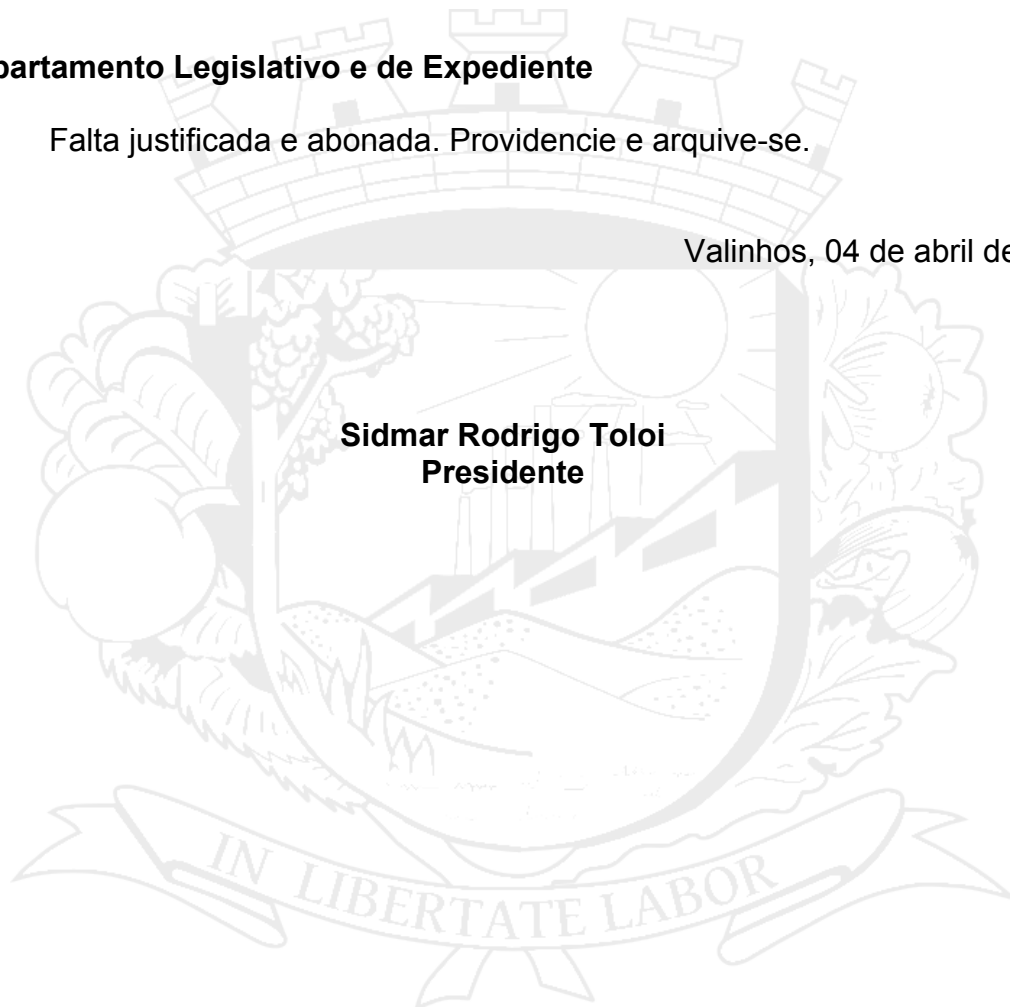 partamento Legislativo e de Expediente
Falta justificada e abonada. Providencie e arquive-se.
Valinhos, 04 de abril de
Sidmar Rodrigo Toloi
Presidente
IN LIBERTATE LABOR